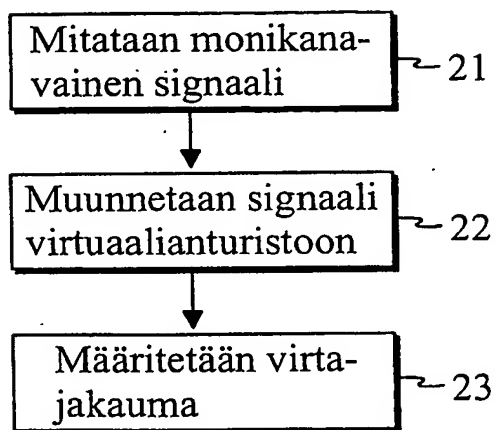 Mitataan monikana-
vainen signaali
21
Muunnetaan signaali
virtuaalianturistoon
22
Määritetään virta-
jakauma
23